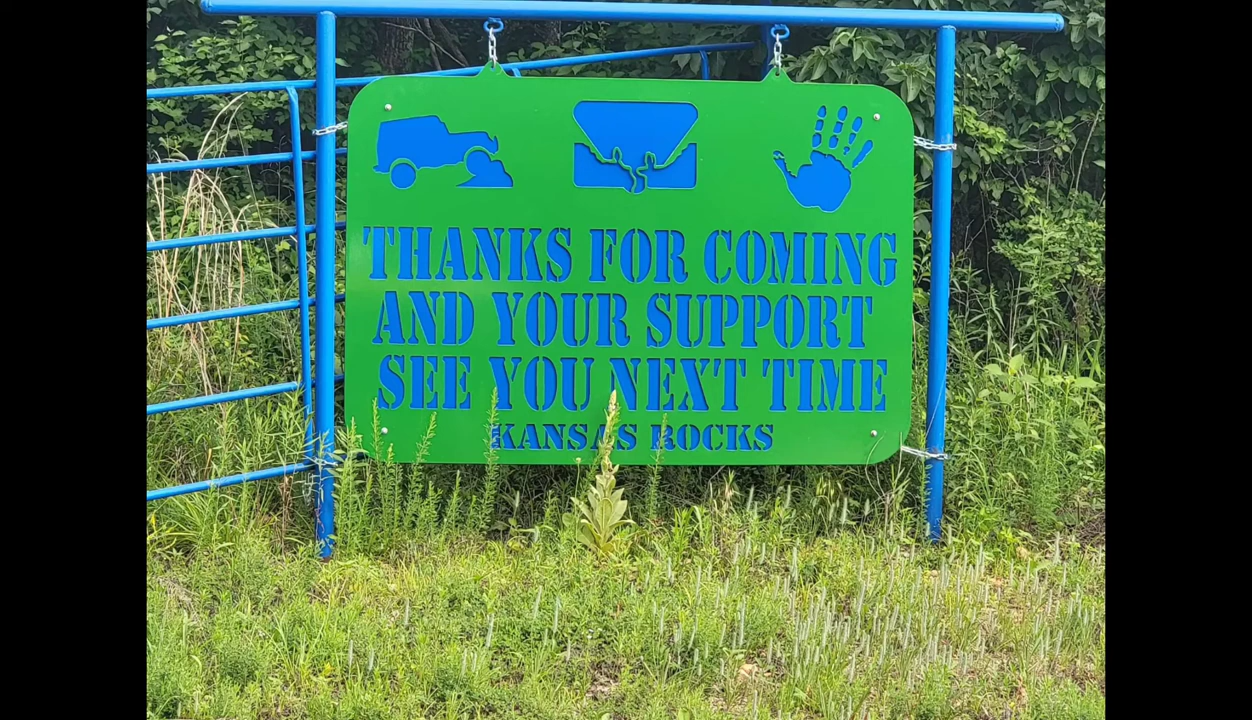 THANKS FOR COMING
AND YOUR SUPPORT
SEE YOU NEXT TIME
KANSAS ROCKS